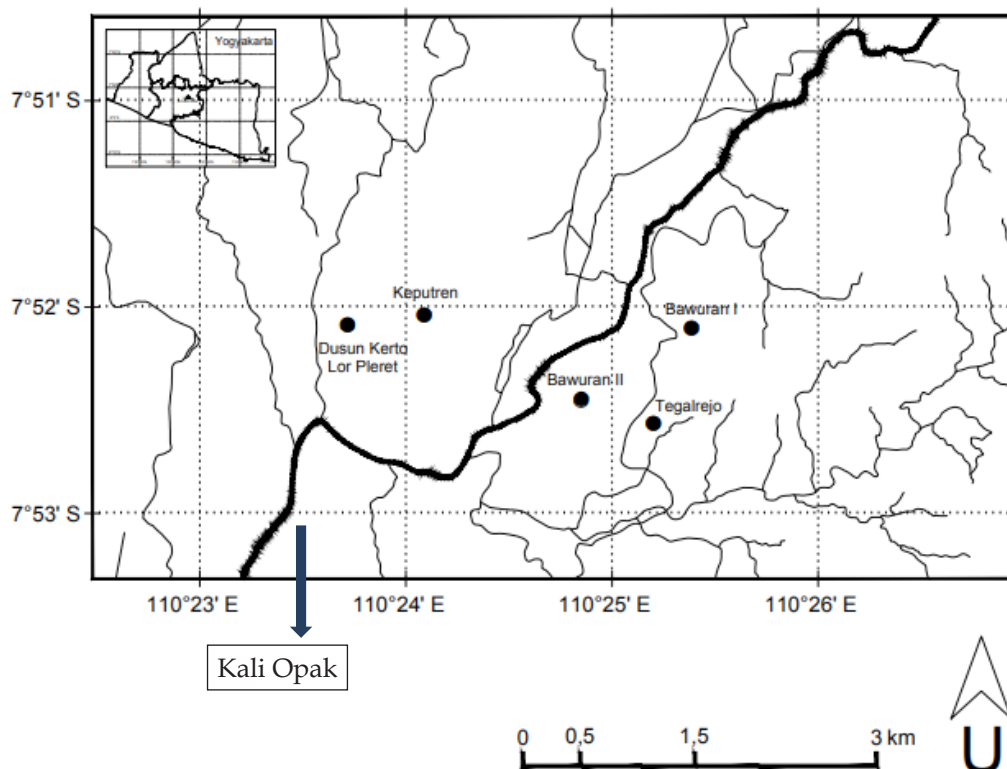 Yogyakarta
7°51' S
7°52' S
Keputren
Bawuran I
Dusun Kerto
Lor Pleret
Bawuran II
Tegalrejo
7°53' S
110°23' E
110°24' E
110°25' E
110°26' E
Kali Opak
0
0,5
1,5
3 km
U